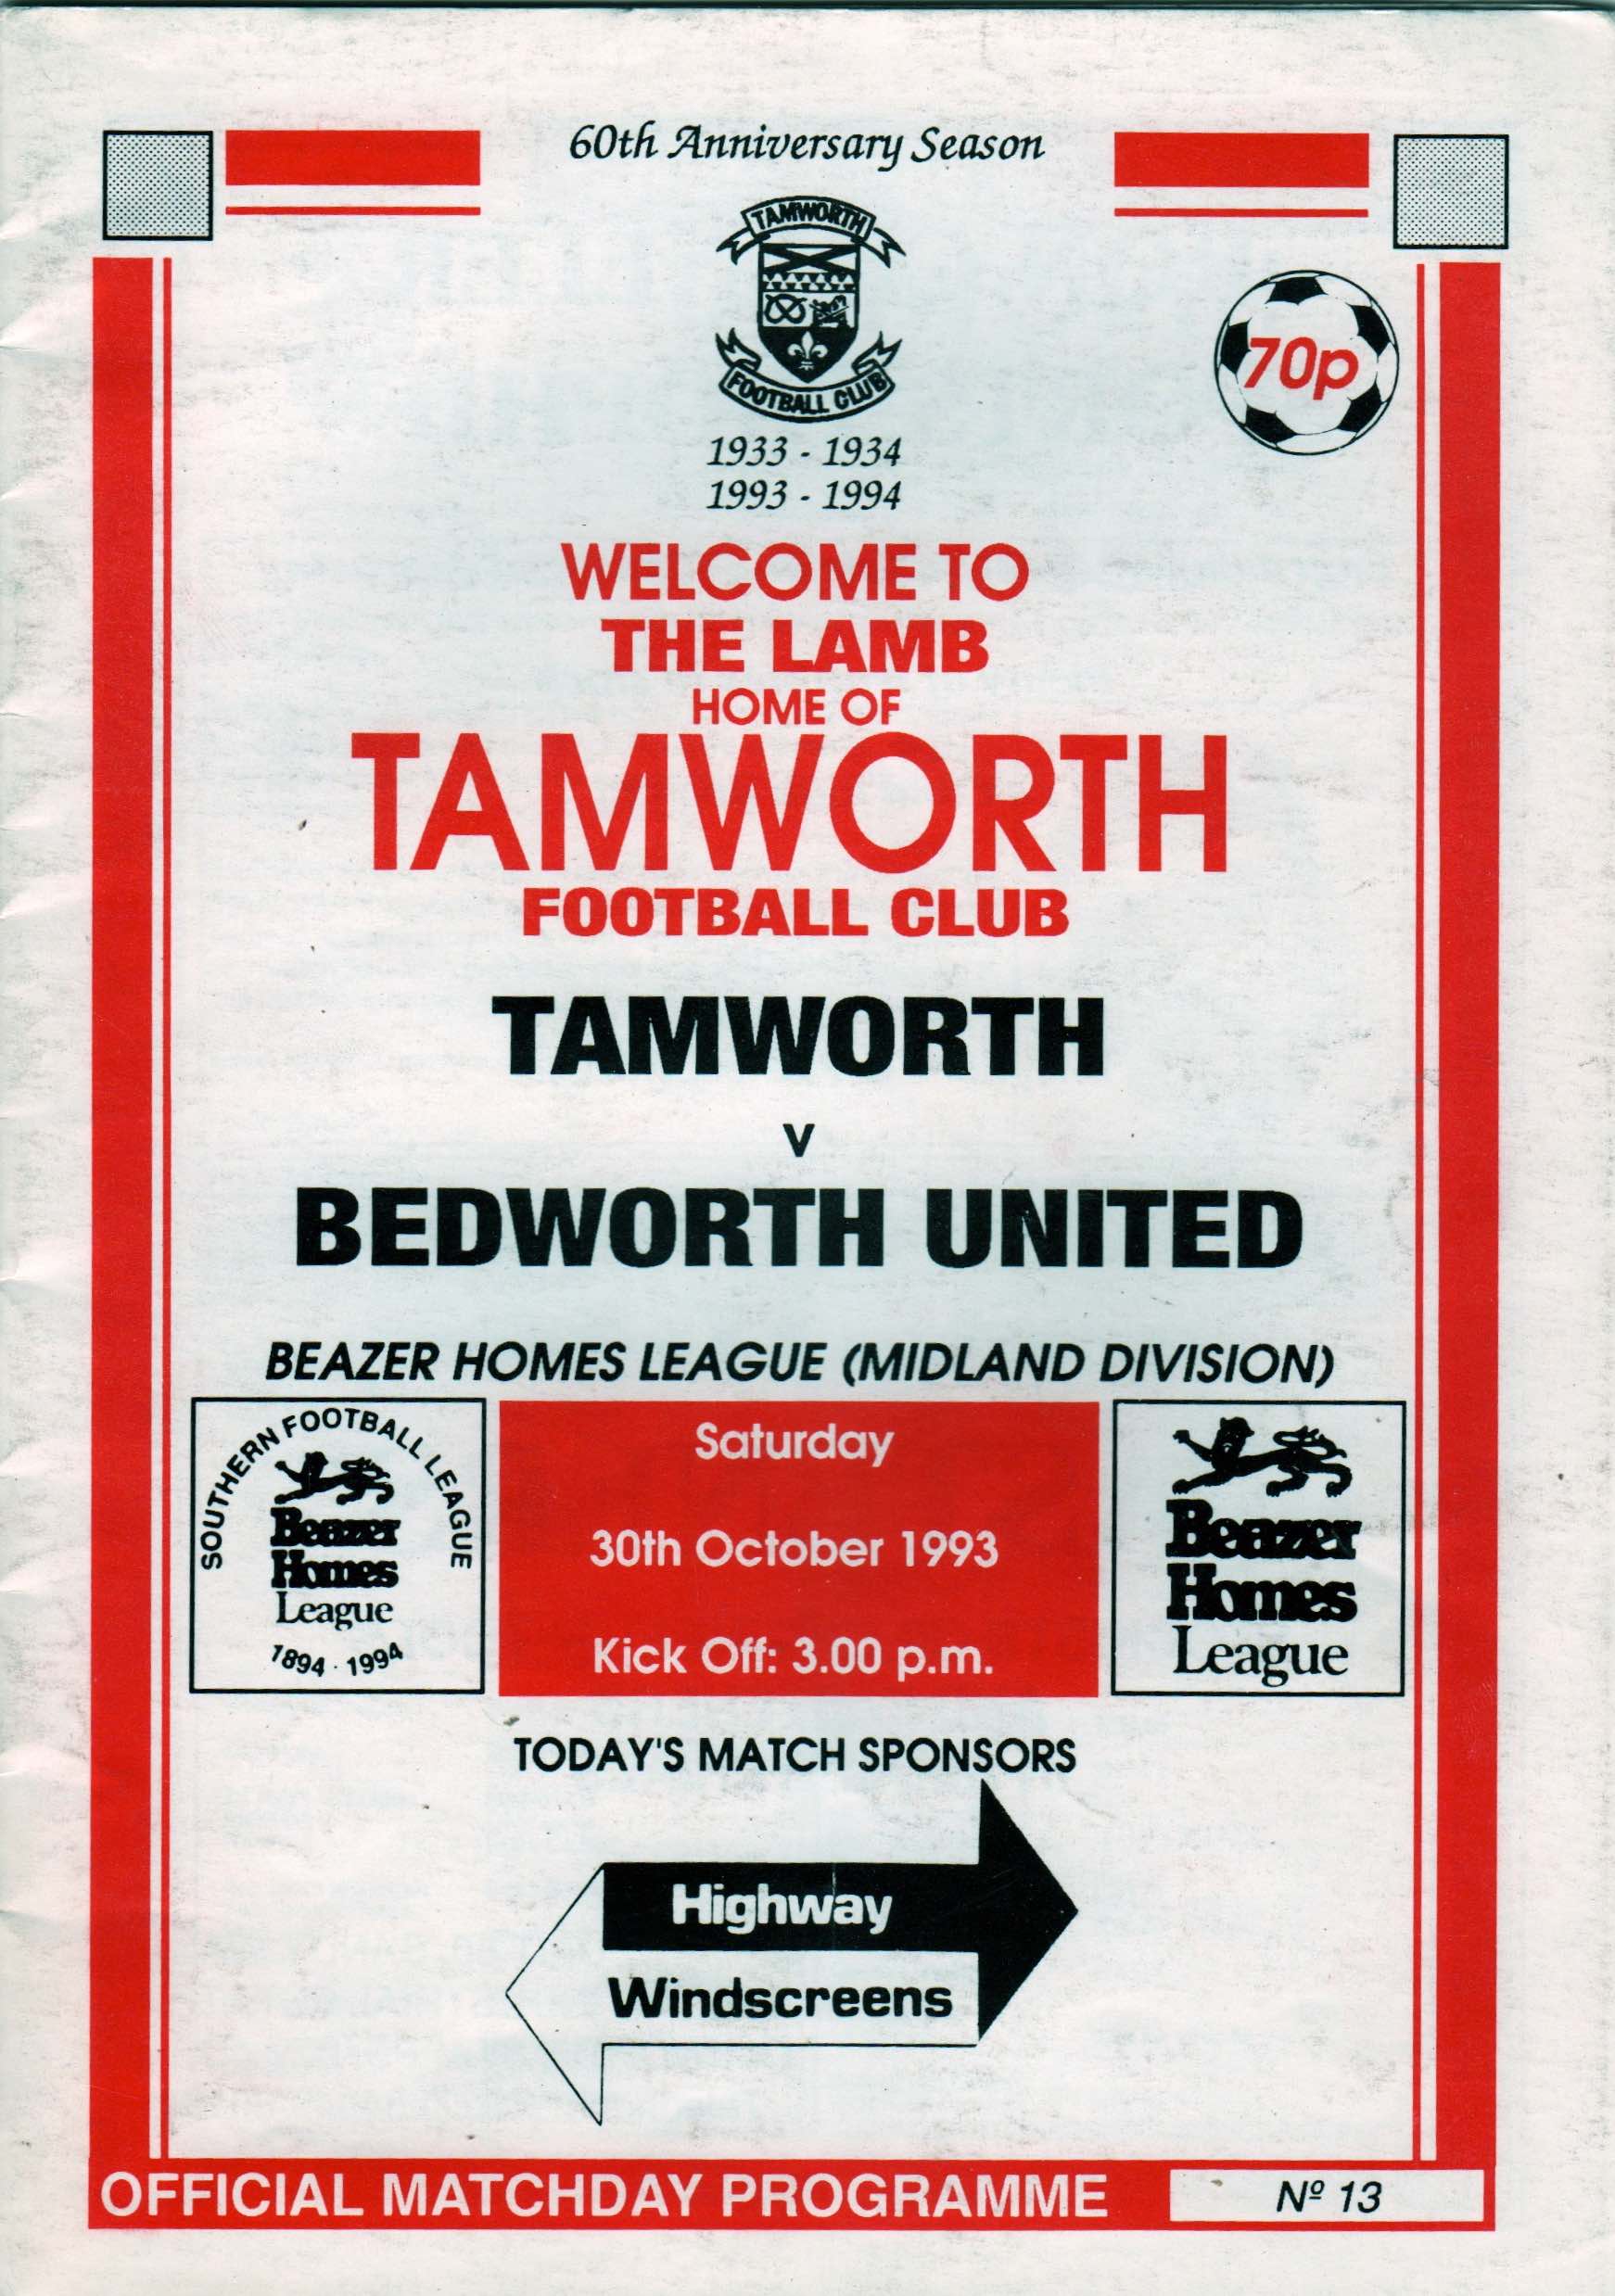 60th Anniversary Season
TAMWORTH
FOOTBALL CLUB
70p
1933 - 1934
1993 - 1994
WELCOME TO
THE LAMB
HOME OF
TAMWORTH
FOOTBALL CLUB
TAMWORTH
v
BEDWORTH UNITED
BEAZER HOMES LEAGUE (MIDLAND DIVISION)
SOUTHERN FOOTBALL LEAGUE
Beazer
Homes
League
1894 - 1994
Saturday
30th October 1993
Kick Off: 3.00 p.m.
Beazer
Homes
League
TODAY'S MATCH SPONSORS
Highway
Windscreens
OFFICIAL MATCHDAY PROGRAMME
Nº 13